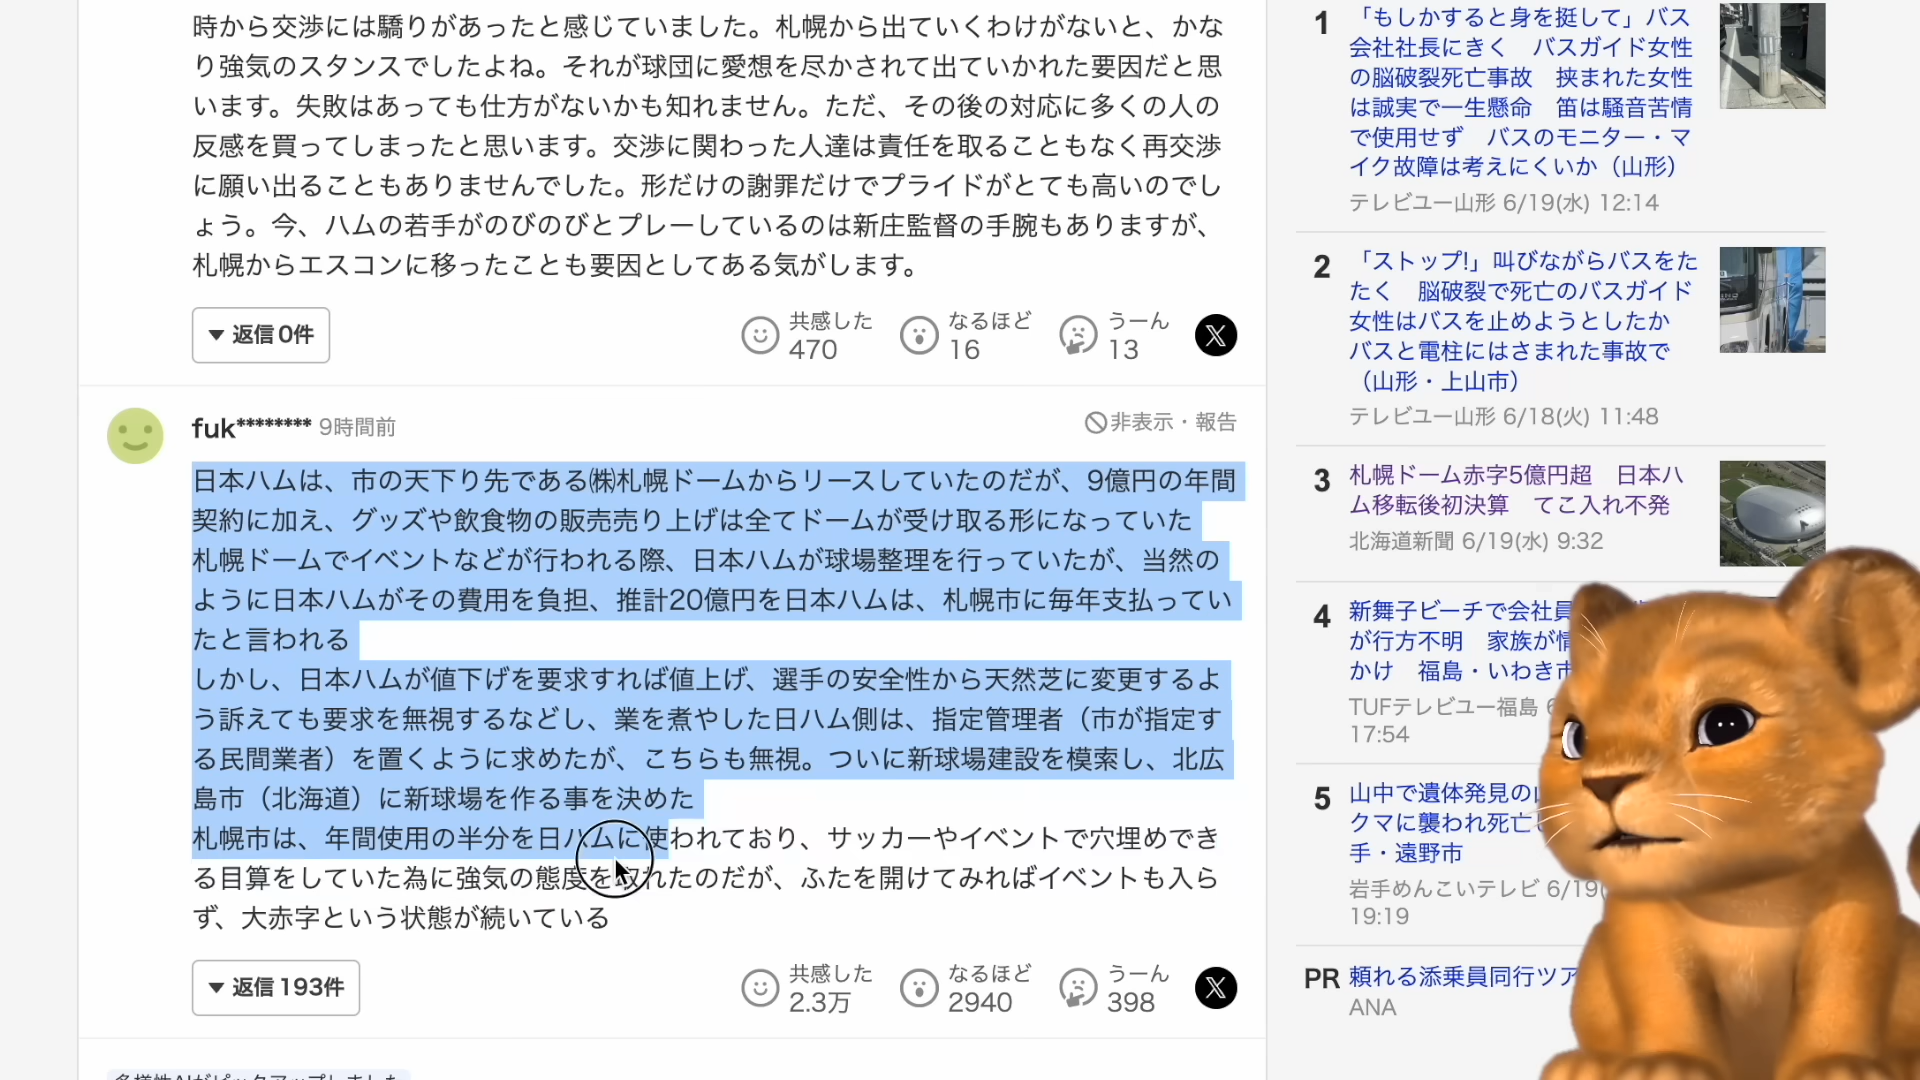 時から交渉には驕りがあったと感じていました。札幌から出ていくわけがないと、かな
り強気のスタンスでしたよね。それが球団に愛想を尽かされて出ていかれた要因だと思
います。失敗はあっても仕方がないかも知れません。ただ、その後の対応に多くの人の
反感を買ってしまったと思います。交渉に関わった人達は責任を取ることもなく再交渉
に願い出ることもありませんでした。形だけの謝罪だけでプライドがとても高いのでし
ょう。今、ハムの若手がのびのびとプレーしているのは新庄監督の手腕もありますが、
札幌からエスコンに移ったことも要因としてある気がします。
返信0件
共感した
470
なるほど
16
うーん
13
fuk******** 9時間前
非表示・報告
日本ハムは、市の天下り先である㈱札幌ドームからリースしていたのだが、9億円の年間
契約に加え、グッズや飲食物の販売売り上げは全てドームが受け取る形になっていた
札幌ドームでイベントなどが行われる際、日本ハムが球場整理を行っていたが、当然の
ように日本ハムがその費用を負担、推計20億円を日本ハムは、札幌市に毎年支払ってい
たと言われる
しかし、日本ハムが値下げを要求すれば値上げ、選手の安全性から天然芝に変更するよ
う訴えても要求を無視するなどし、業を煮やした日ハム側は、指定管理者（市が指定す
る民間業者）を置くように求めたが、こちらも無視。ついに新球場建設を模索し、北広
島市（北海道）に新球場を作る事を決めた
札幌市は、年間使用の半分を日ハムに使われており、サッカーやイベントで穴埋めでき
る目算をしていた為に強気の態度を取れたのだが、ふたを開けてみればイベントも入ら
ず、大赤字という状態が続いている
返信193件
共感した
2.3万
なるほど
2940
うーん
398
1
「もしかすると身を挺して」バス
会社社長にきく　バスガイド女性
の脳破裂死亡事故　挟まれた女性
は誠実で一生懸命　笛は騒音苦情
で使用せず　バスのモニター・マ
イク故障は考えにくいか（山形）
テレビユー山形 6/19(水) 12:14
2
「ストップ!」叫びながらバスをた
たく　脳破裂で死亡のバスガイド
女性はバスを止めようとしたか
バスと電柱にはさまれた事故で
（山形・上山市）
テレビユー山形 6/18(火) 11:48
3
札幌ドーム赤字5億円超　日本ハ
ム移転後初決算　てこ入れ不発
北海道新聞 6/19(水) 9:32
4
新舞子ビーチで会社員
が行方不明　家族が
かけ　福島・いわき市
TUFテレビユー福島
17:54
5
山中で遺体発見の
クマに襲われ死亡
手・遠野市
岩手めんこいテレビ 6/19(
19:19
PR
頼れる添乗員同行ツア
ANA